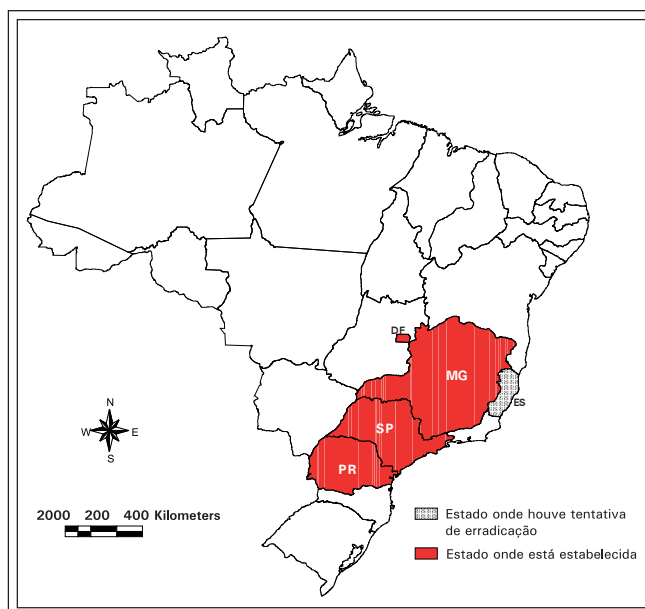 DF
MG
ES
SP
PR
N
W E
S
2000 200 400 Kilometers
Estado onde houve tentativa
de erradicação
Estado onde está estabelecida